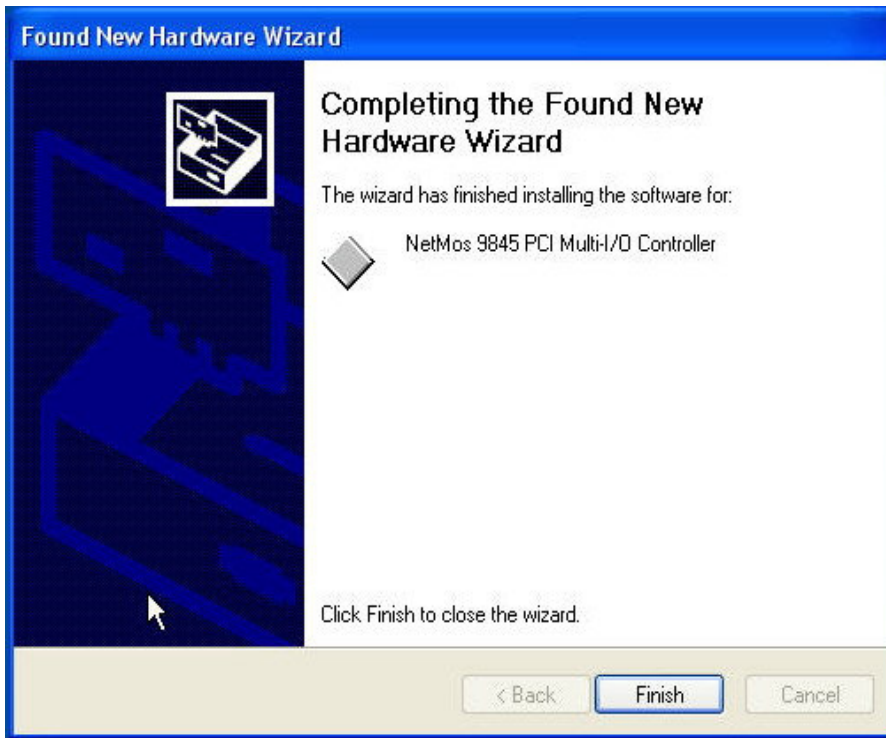 Found New Hardware Wizard
Completing the Found New
Hardware Wizard
The wizard has finished installing the software for:
NetMos 9845 PCI Multi-I/O Controller
Click Finish to close the wizard.
< Back Finish Cancel